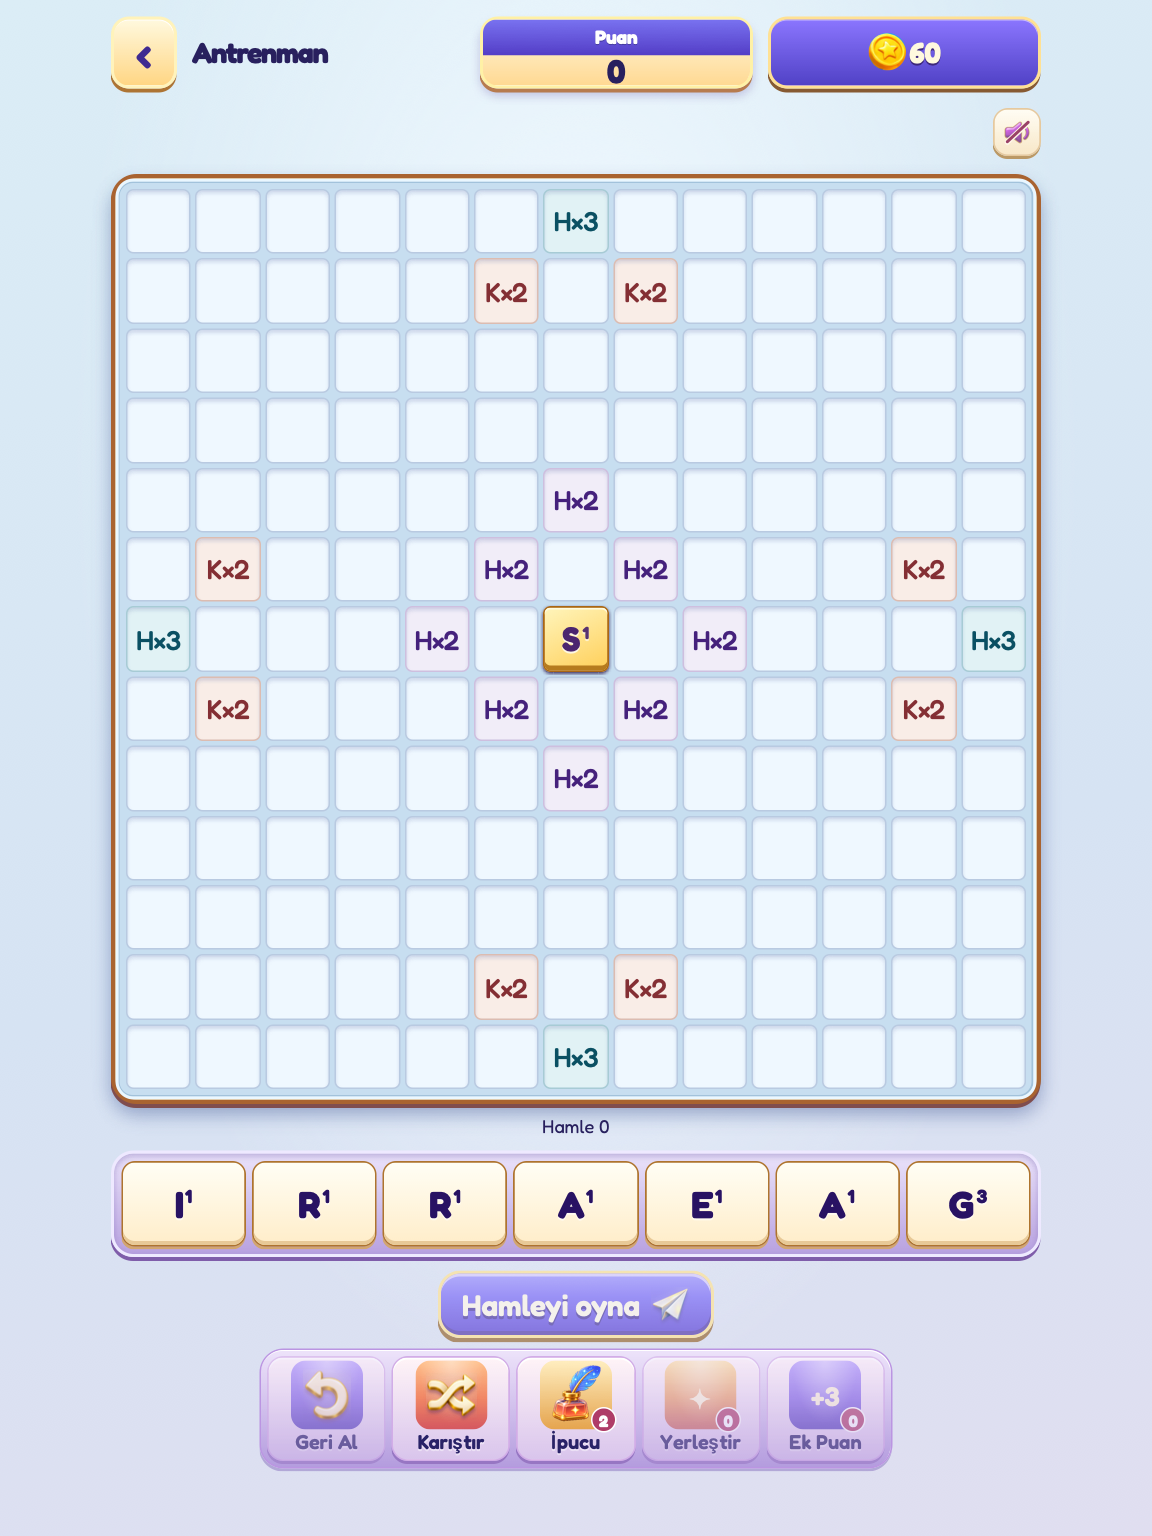 Antrenman
Puan
0
60
Hx3
Kx2 Kx2
Hx2
Kx2 Hx2 Hx2 Kx2
Hx3 Hx2 S1 Hx2 Hx3
Kx2 Hx2 Hx2 Kx2
Hx2
Kx2 Kx2
Hx3
Hamle 0
I1 R1 R1 A1 E1 A1 G3
Hamleyi oyna
2 0 +3 0
Geri Al Karıştır İpucu Yerleştir Ek Puan